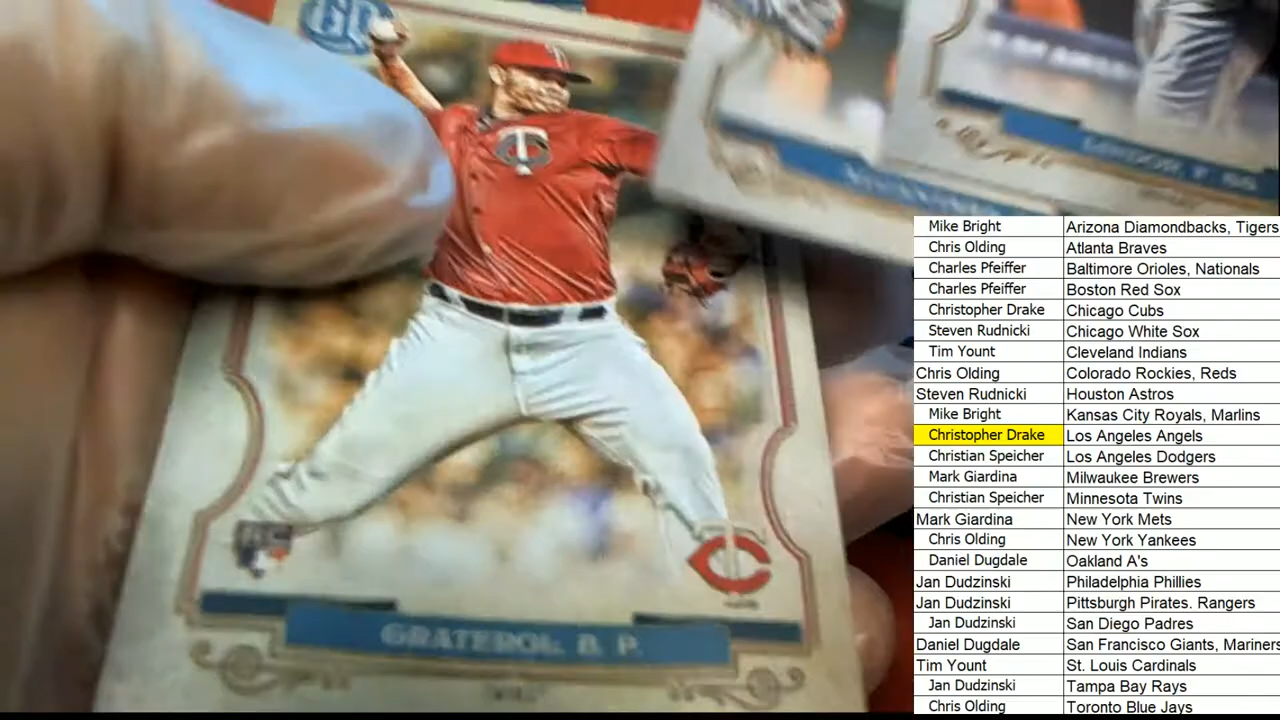 GQ
T
C
GRATEROL, B. P.
RC
Mike Bright Arizona Diamondbacks, Tigers
Chris Olding Atlanta Braves
Charles Pfeiffer Baltimore Orioles, Nationals
Charles Pfeiffer Boston Red Sox
Christopher Drake Chicago Cubs
Steven Rudnicki Chicago White Sox
Tim Yount Cleveland Indians
Chris Olding Colorado Rockies, Reds
Steven Rudnicki Houston Astros
Mike Bright Kansas City Royals, Marlins
Christopher Drake Los Angeles Angels
Christian Speicher Los Angeles Dodgers
Mark Giardina Milwaukee Brewers
Christian Speicher Minnesota Twins
Mark Giardina New York Mets
Chris Olding New York Yankees
Daniel Dugdale Oakland A's
Jan Dudzinski Philadelphia Phillies
Jan Dudzinski Pittsburgh Pirates. Rangers
Jan Dudzinski San Diego Padres
Daniel Dugdale San Francisco Giants, Mariners
Tim Yount St. Louis Cardinals
Jan Dudzinski Tampa Bay Rays
Chris Olding Toronto Blue Jays